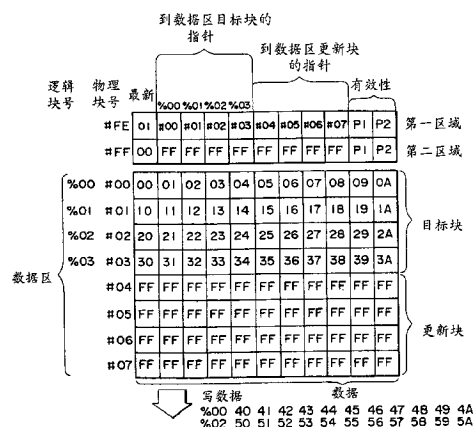 到数据区目标块的
指针
到数据区更新块
的指针
有效性
逻辑 物理 最新 %00 %01 %02 %03
块号 块号
#FE 01 #00 #01 #02 #03 #04 #05 #06 #07 P1 P2 第一区域
#FF 00 FF FF FF FF FF FF FF FF P1 P2 第二区域
%00 #00 00 01 02 03 04 05 06 07 08 09 0A
%01 #01 10 11 12 13 14 15 16 17 18 19 1A
%02 #02 20 21 22 23 24 25 26 27 28 29 2A
%03 #03 30 31 32 33 34 35 36 37 38 39 3A
目标块
数据区
#04 FF FF FF FF FF FF FF FF FF FF FF
#05 FF FF FF FF FF FF FF FF FF FF FF
#06 FF FF FF FF FF FF FF FF FF FF FF
#07 FF FF FF FF FF FF FF FF FF FF FF
更新块
写数据 数据
%00 40 41 42 43 44 45 46 47 48 49 4A
%02 50 51 52 53 54 55 56 57 58 59 5A